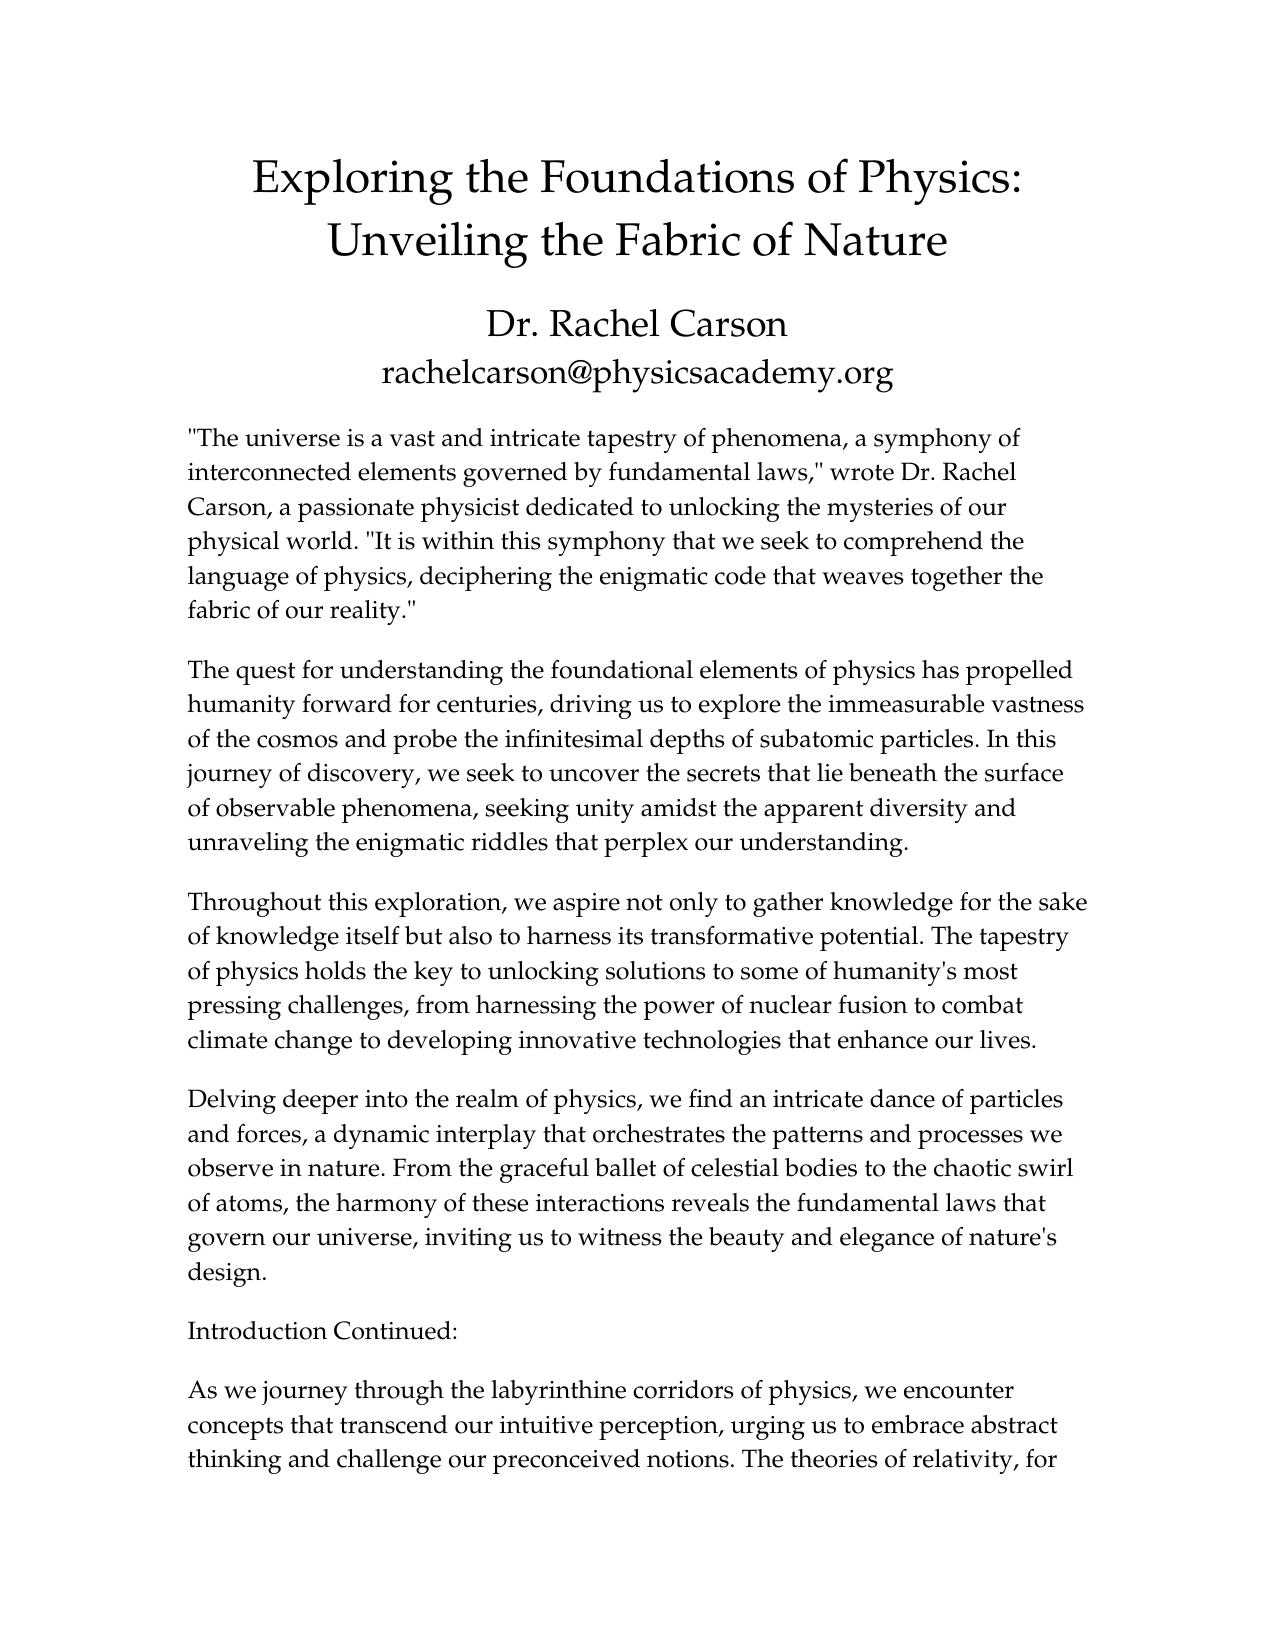 Exploring the Foundations of Physics:
Unveiling the Fabric of Nature
Dr. Rachel Carson
rachelcarson@physicsacademy.org
"The universe is a vast and intricate tapestry of phenomena, a symphony of
interconnected elements governed by fundamental laws," wrote Dr. Rachel
Carson, a passionate physicist dedicated to unlocking the mysteries of our
physical world. "It is within this symphony that we seek to comprehend the
language of physics, deciphering the enigmatic code that weaves together the
fabric of our reality."
The quest for understanding the foundational elements of physics has propelled
humanity forward for centuries, driving us to explore the immeasurable vastness
of the cosmos and probe the infinitesimal depths of subatomic particles. In this
journey of discovery, we seek to uncover the secrets that lie beneath the surface
of observable phenomena, seeking unity amidst the apparent diversity and
unraveling the enigmatic riddles that perplex our understanding.
Throughout this exploration, we aspire not only to gather knowledge for the sake
of knowledge itself but also to harness its transformative potential. The tapestry
of physics holds the key to unlocking solutions to some of humanity's most
pressing challenges, from harnessing the power of nuclear fusion to combat
climate change to developing innovative technologies that enhance our lives.
Delving deeper into the realm of physics, we find an intricate dance of particles
and forces, a dynamic interplay that orchestrates the patterns and processes we
observe in nature. From the graceful ballet of celestial bodies to the chaotic swirl
of atoms, the harmony of these interactions reveals the fundamental laws that
govern our universe, inviting us to witness the beauty and elegance of nature's
design.
Introduction Continued:
As we journey through the labyrinthine corridors of physics, we encounter
concepts that transcend our intuitive perception, urging us to embrace abstract
thinking and challenge our preconceived notions. The theories of relativity, for